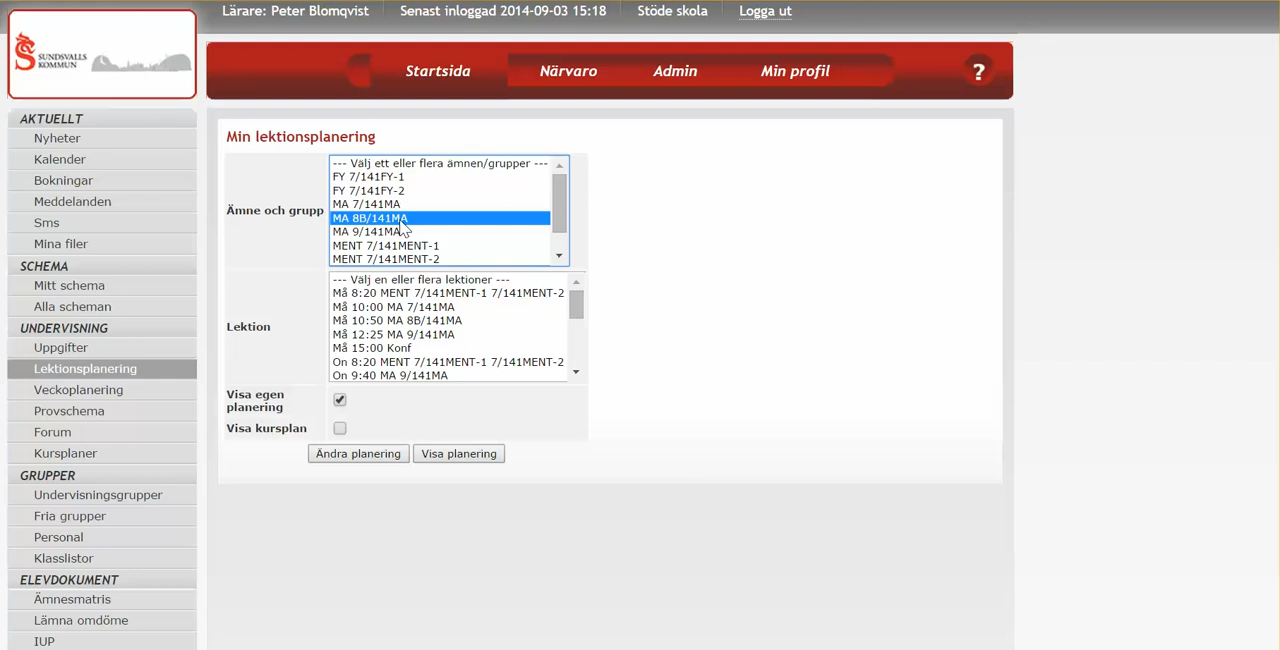 Lärare: Peter Blomqvist Senast inloggad 2014-09-03 15:18 Stöde skola Logga ut
SUNDSVALLS
KOMMUN
Startsida Närvaro Admin Min profil ?
AKTUELLT
Nyheter
Kalender
Bokningar
Meddelanden
Sms
Mina filer
SCHEMA
Mitt schema
Alla scheman
UNDERVISNING
Uppgifter
Lektionsplanering
Veckoplanering
Provschema
Forum
Kursplaner
GRUPPER
Undervisningsgrupper
Fria grupper
Personal
Klasslistor
ELEVDOKUMENT
Ämnesmatris
Lämna omdöme
IUP
Min lektionsplanering
Ämne och grupp
--- Välj ett eller flera ämnen/grupper ---
FY 7/141FY-1
FY 7/141FY-2
MA 7/141MA
MA 8B/141MA
MA 9/141MA
MENT 7/141MENT-1
MENT 7/141MENT-2
Lektion
--- Välj en eller flera lektioner ---
Må 8:20 MENT 7/141MENT-1 7/141MENT-2
Må 10:00 MA 7/141MA
Må 10:50 MA 8B/141MA
Må 12:25 MA 9/141MA
Må 15:00 Konf
On 8:20 MENT 7/141MENT-1 7/141MENT-2
On 9:40 MA 9/141MA
Visa egen
planering
Visa kursplan
Ändra planering Visa planering